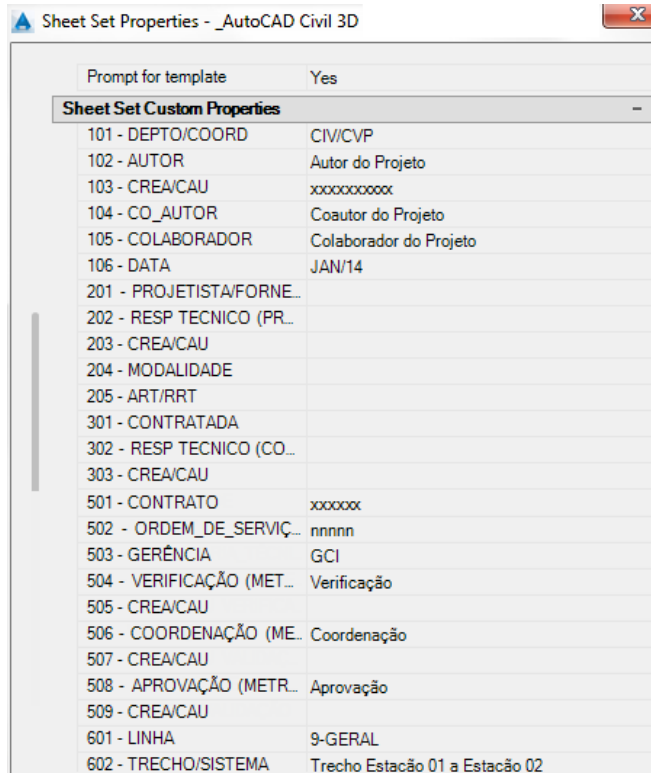 Sheet Set Properties - _AutoCAD Civil 3D
Prompt for template Yes
Sheet Set Custom Properties
101 - DEPTO/COORD CIV/CVP
102 - AUTOR Autor do Projeto
103 - CREA/CAU xxxxxxxxxx
104 - CO_AUTOR Coautor do Projeto
105 - COLABORADOR Colaborador do Projeto
106 - DATA JAN/14
201 - PROJETISTA/FORNE...
202 - RESP TECNICO (PR...
203 - CREA/CAU
204 - MODALIDADE
205 - ART/RRT
301 - CONTRATADA
302 - RESP TECNICO (CO...
303 - CREA/CAU
501 - CONTRATO xxxxxx
502 - ORDEM_DE_SERVIÇ... nnnnn
503 - GERÊNCIA GCI
504 - VERIFICAÇÃO (MET... Verificação
505 - CREA/CAU
506 - COORDENAÇÃO (ME... Coordenação
507 - CREA/CAU
508 - APROVAÇÃO (METR... Aprovação
509 - CREA/CAU
601 - LINHA 9-GERAL
602 - TRECHO/SISTEMA Trecho Estação 01 a Estação 02